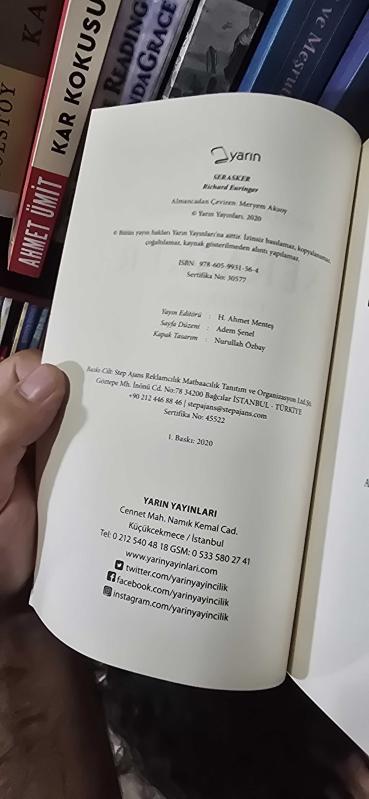 OLSTOY
KA
AHMET ÜMİT
KAR KOKUSU
READING
NDAGRACE
ve Meşru
yarın
SERASKER
Richard Euringer
Almancadan Çeviren: Meryem Aksoy
© Yarın Yayınları, 2020
© Bütün yayın hakları Yarın Yayınları'na aittir. İzinsiz basılamaz, kopyalanamaz,
çoğaltılamaz, kaynak gösterilmeden alıntı yapılamaz.
ISBN: 978-605-9931-56-4
Sertifika No: 30577
Yayın Editörü : H. Ahmet Menteş
Sayfa Düzeni : Adem Şenel
Kapak Tasarım : Nurullah Özbay
Baskı-Cilt: Step Ajans Reklamcılık Matbaacılık Tanıtım ve Organizasyon Ltd.Şti.
Göztepe Mh. İnönü Cd. No:78 34200 Bağcılar İSTANBUL - TÜRKİYE
+90 212 446 88 46 | stepajans@stepajans.com
Sertifika No: 45522
1. Baskı: 2020
YARIN YAYINLARI
Cennet Mah. Namık Kemal Cad.
Küçükçekmece / İstanbul
Tel: 0 212 540 48 18 GSM: 0 533 580 27 41
www.yarinyayinlari.com
twitter.com/yarinyayincilik
facebook.com/yarinyayincilik
instagram.com/yarinyayincilik